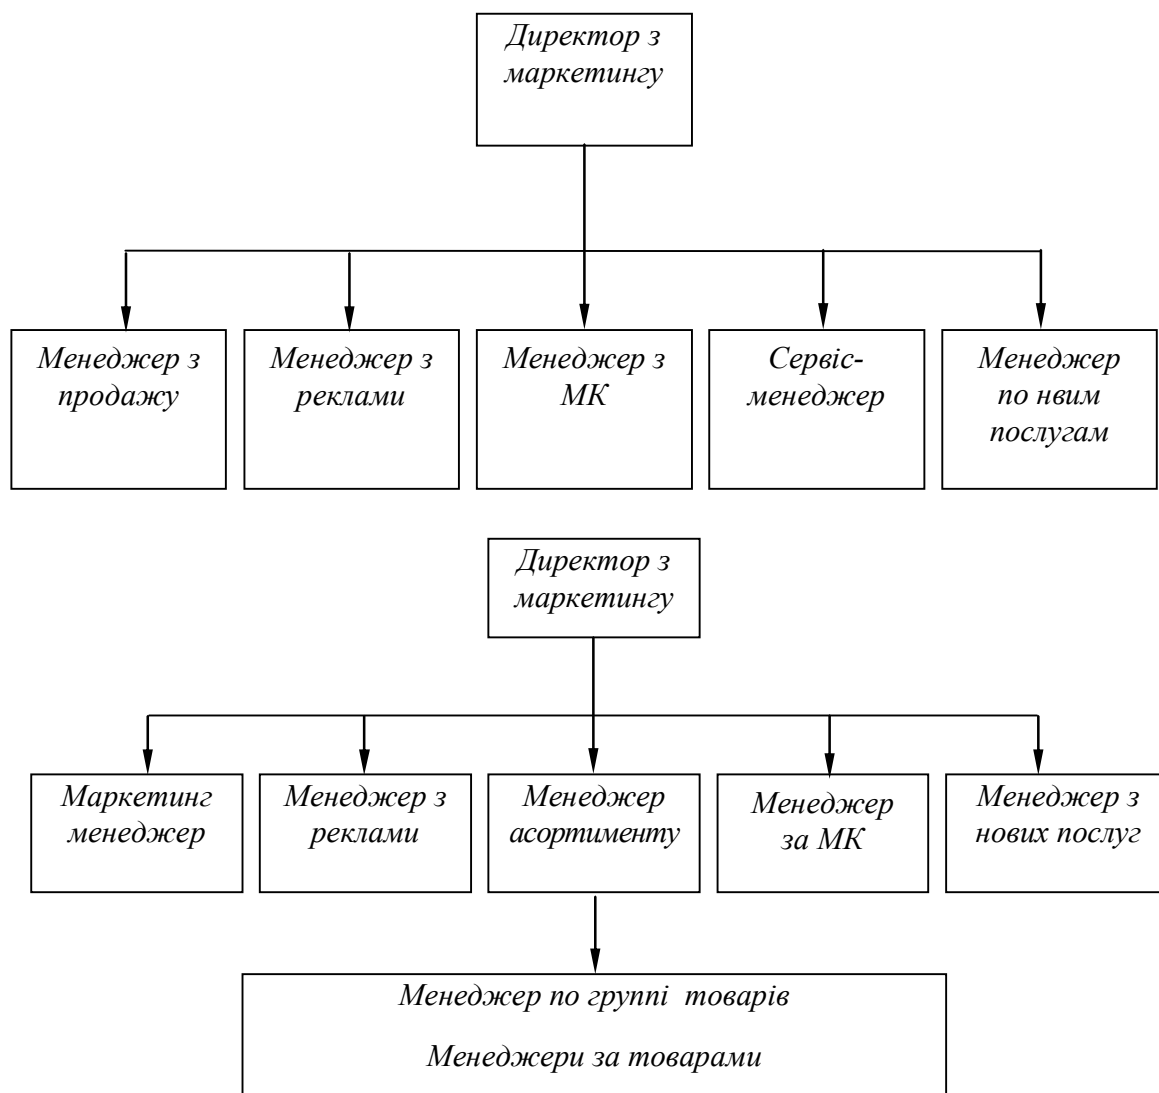 Директор з
маркетингу
Менеджер з
продажу
Менеджер з
реклами
Менеджер з
МК
Сервіс-
менеджер
Менеджер
по нвим
послугам
Директор з
маркетингу
Маркетинг
менеджер
Менеджер з
реклами
Менеджер
асортименту
Менеджер
за МК
Менеджер з
нових послуг
Менеджер по группі товарів
Менеджери за товарами